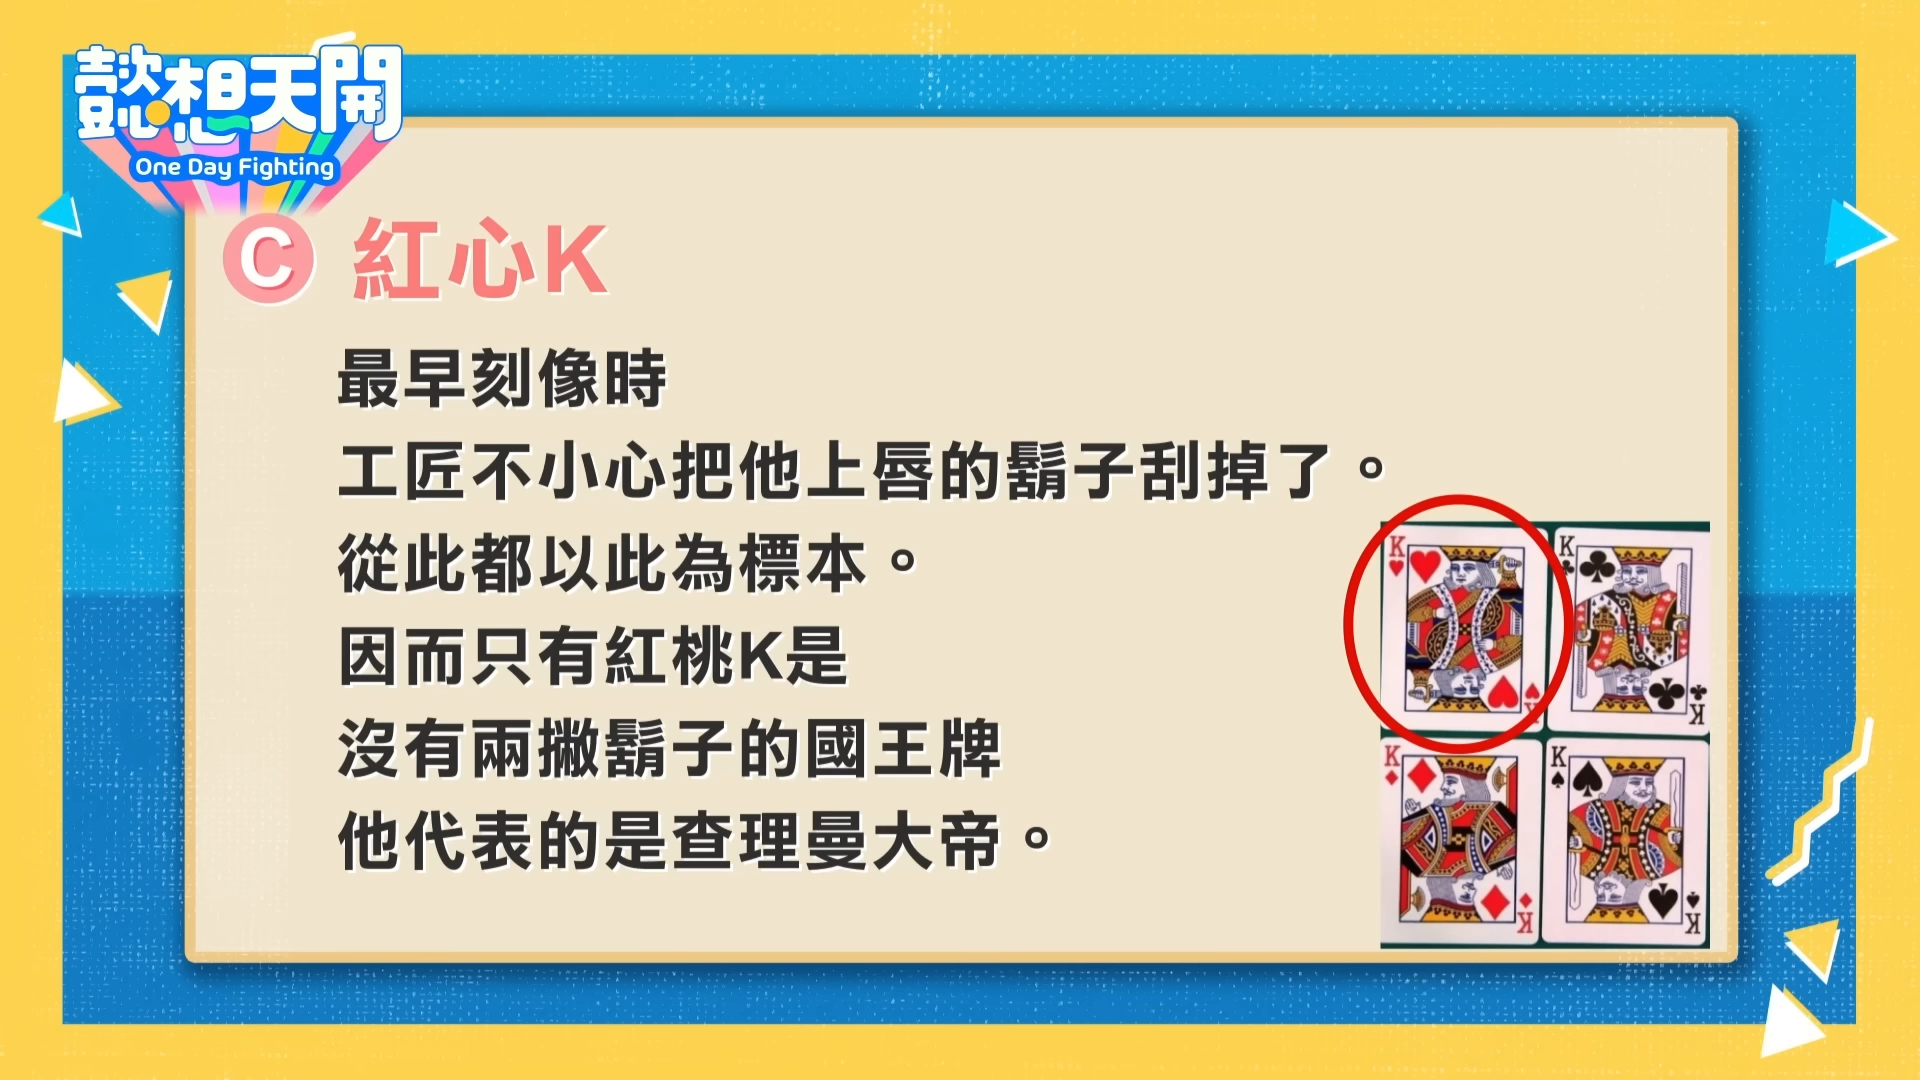 懿想天開
One Day Fighting
C 紅心K
最早刻像時
工匠不小心把他上唇的鬍子刮掉了。
從此都以此為標本。
因而只有紅桃K是
沒有兩撇鬍子的國王牌
他代表的是查理曼大帝。
K K
K K
K K
K K